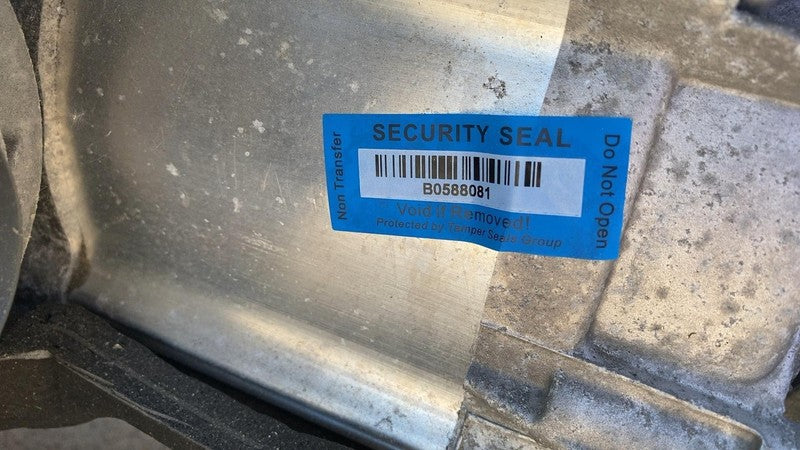 SECURITY SEAL
Non Transfer
B0588081
Do Not Open
Void if Removed!
Protected by Tamper Seals Group